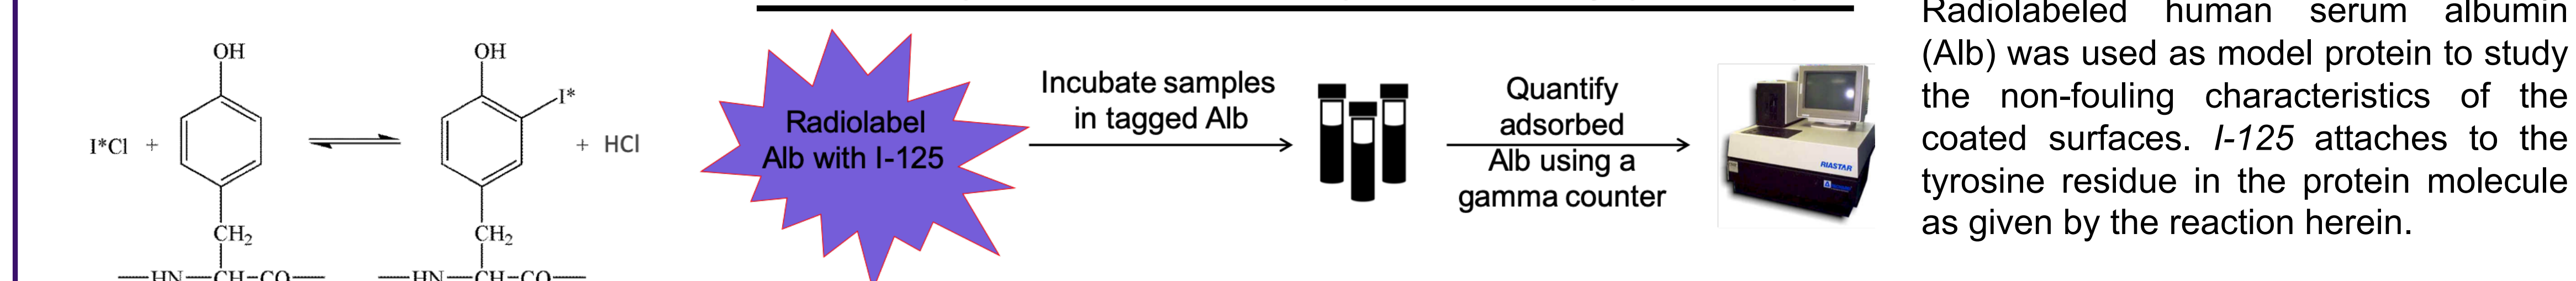 OH
I*Cl +
CH₂
—HN—CH–CO—
OH
I*
+ HCl
CH₂
—HN—CH–CO—
Radiolabel
Alb with I-125
Incubate samples
in tagged Alb
Quantify
adsorbed
Alb using a
gamma counter
RIASTAR
Radiolabeled human serum albumin
(Alb) was used as model protein to study
the non-fouling characteristics of the
coated surfaces. I-125 attaches to the
tyrosine residue in the protein molecule
as given by the reaction herein.